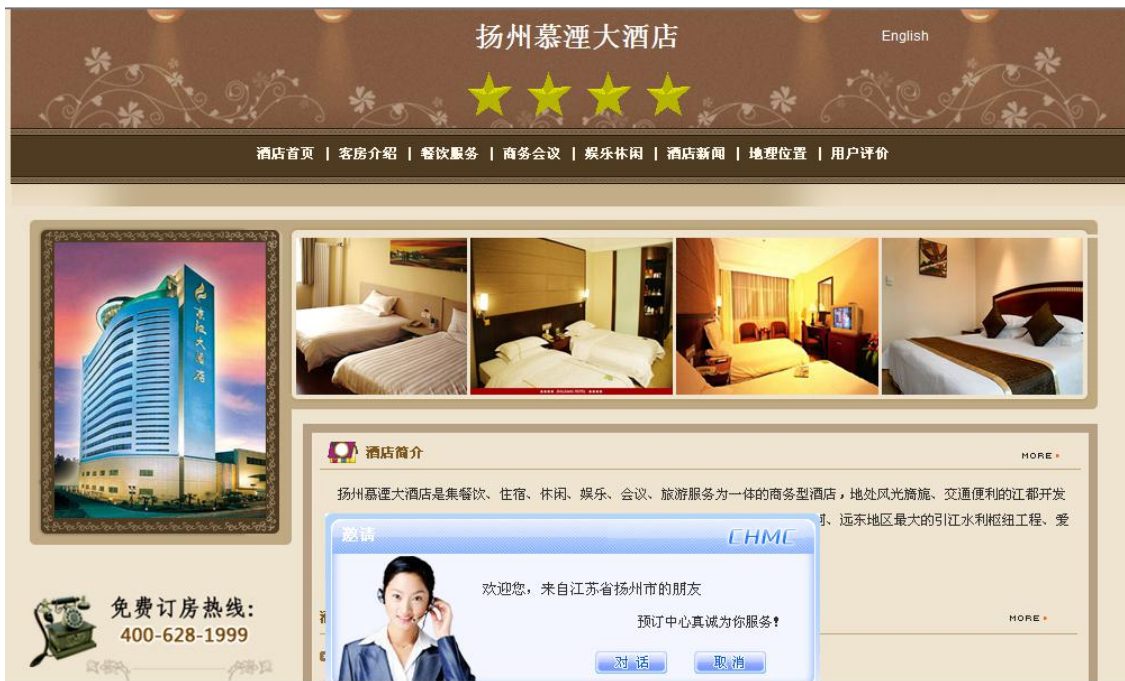 扬州慕湮大酒店
English
酒店首页 | 客房介绍 | 餐饮服务 | 商务会议 | 娱乐休闲 | 酒店新闻 | 地理位置 | 用户评价
大酒店
酒店简介
MORE
扬州慕湮大酒店是集餐饮、住宿、休闲、娱乐、会议、旅游服务为一体的商务型酒店，地处风光旖旎、交通便利的江都开发
、远东地区最大的引江水利枢纽工程、爱
邀请
CHMC
欢迎您，来自江苏省扬州市的朋友
预订中心真诚为你服务！
对 话
取 消
免费订房热线:
400-628-1999
MORE